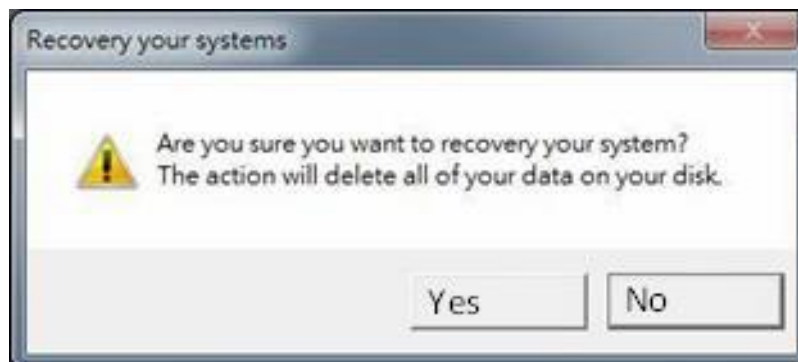 Recovery your systems
Are you sure you want to recovery your system?
The action will delete all of your data on your disk.
Yes
No